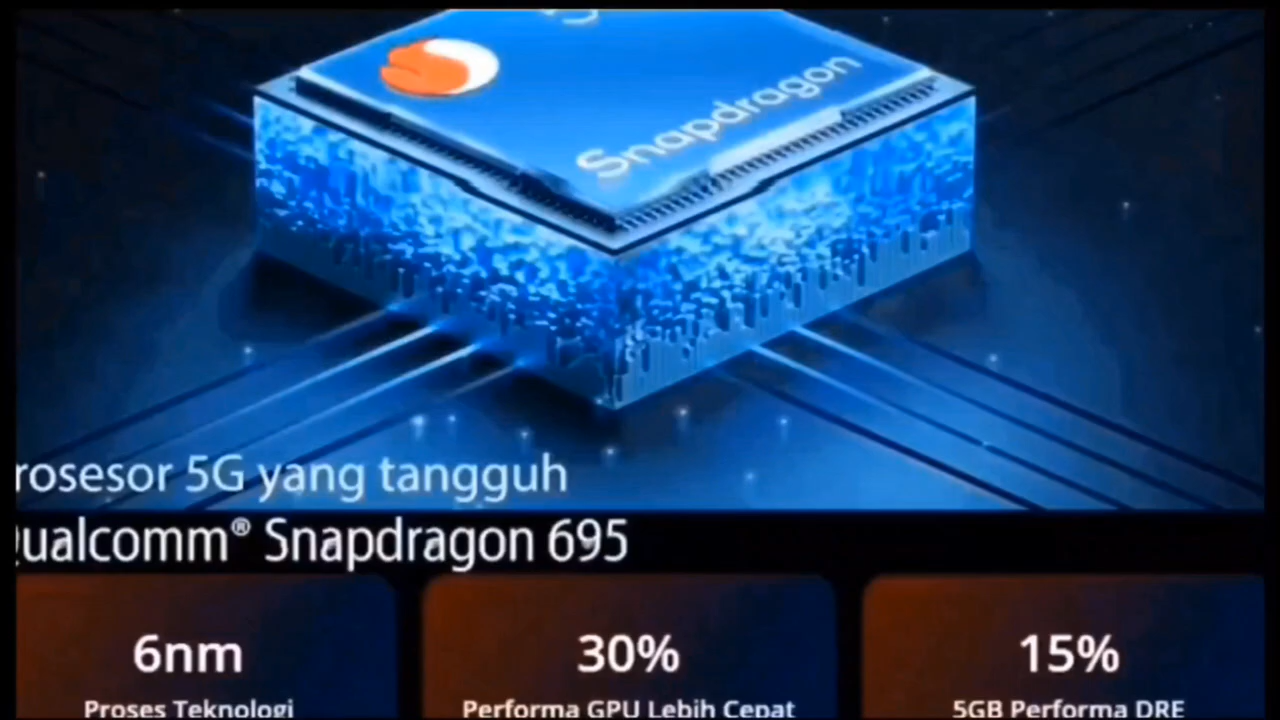 Snapdragon
rosesor 5G yang tangguh
Qualcomm® Snapdragon 695
6nm
30%
15%
Proses Teknologi
Performa GPU Lebih Cepat
5GB Performa DRE